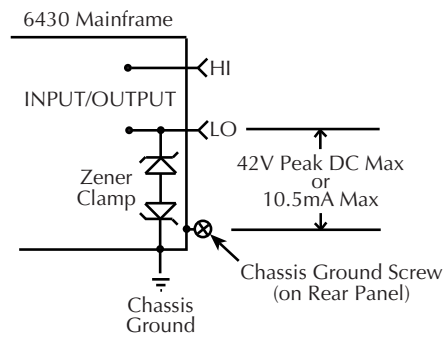 6430 Mainframe
HI
INPUT/OUTPUT
LO
Zener
Clamp
42V Peak DC Max
or
10.5mA Max
Chassis Ground Screw
(on Rear Panel)
Chassis
Ground